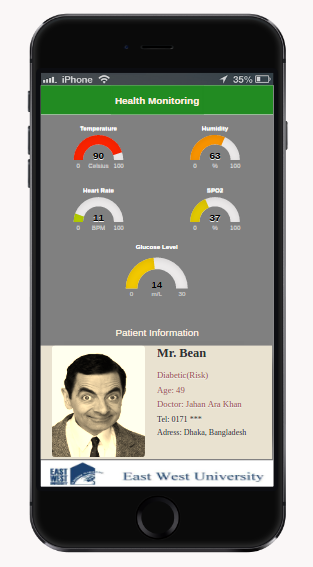 iPhone 35%
Health Monitoring
Temperature Humidity
90 63
0 Celsius 100 0 % 100
Heart Rate SPO2
11 37
0 BPM 100 0 % 100
Glucose Level
14
0 m/L 30
Patient Information
Mr. Bean
Diabetic(Risk)
Age: 49
Doctor: Jahan Ara Khan
Tel: 0171 ***
Adress: Dhaka, Bangladesh
EAST
WEST
East West University